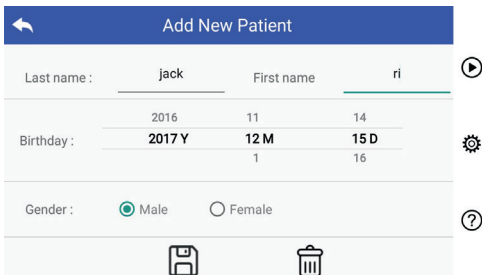 Add New Patient
Last name : jack First name ri
2016 11 14
Birthday : 2017 Y 12 M 15 D
1 16
Gender : Male Female
?